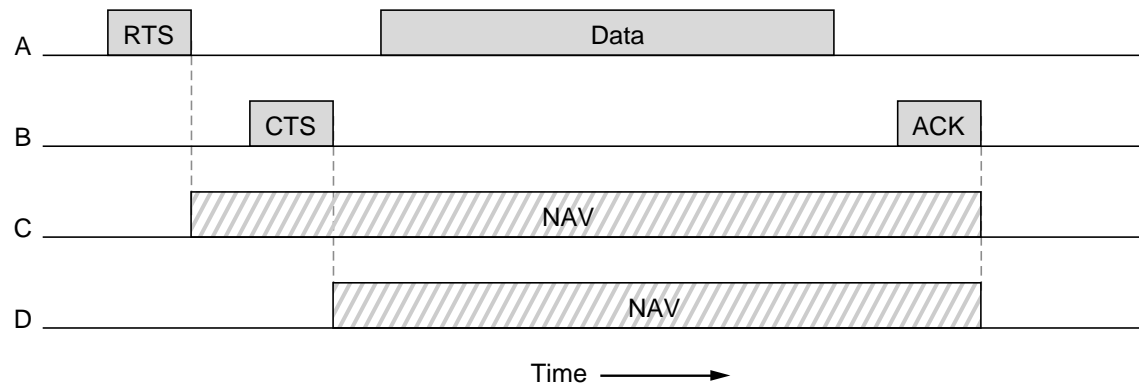 A RTS Data
B CTS ACK
C NAV
D NAV
Time